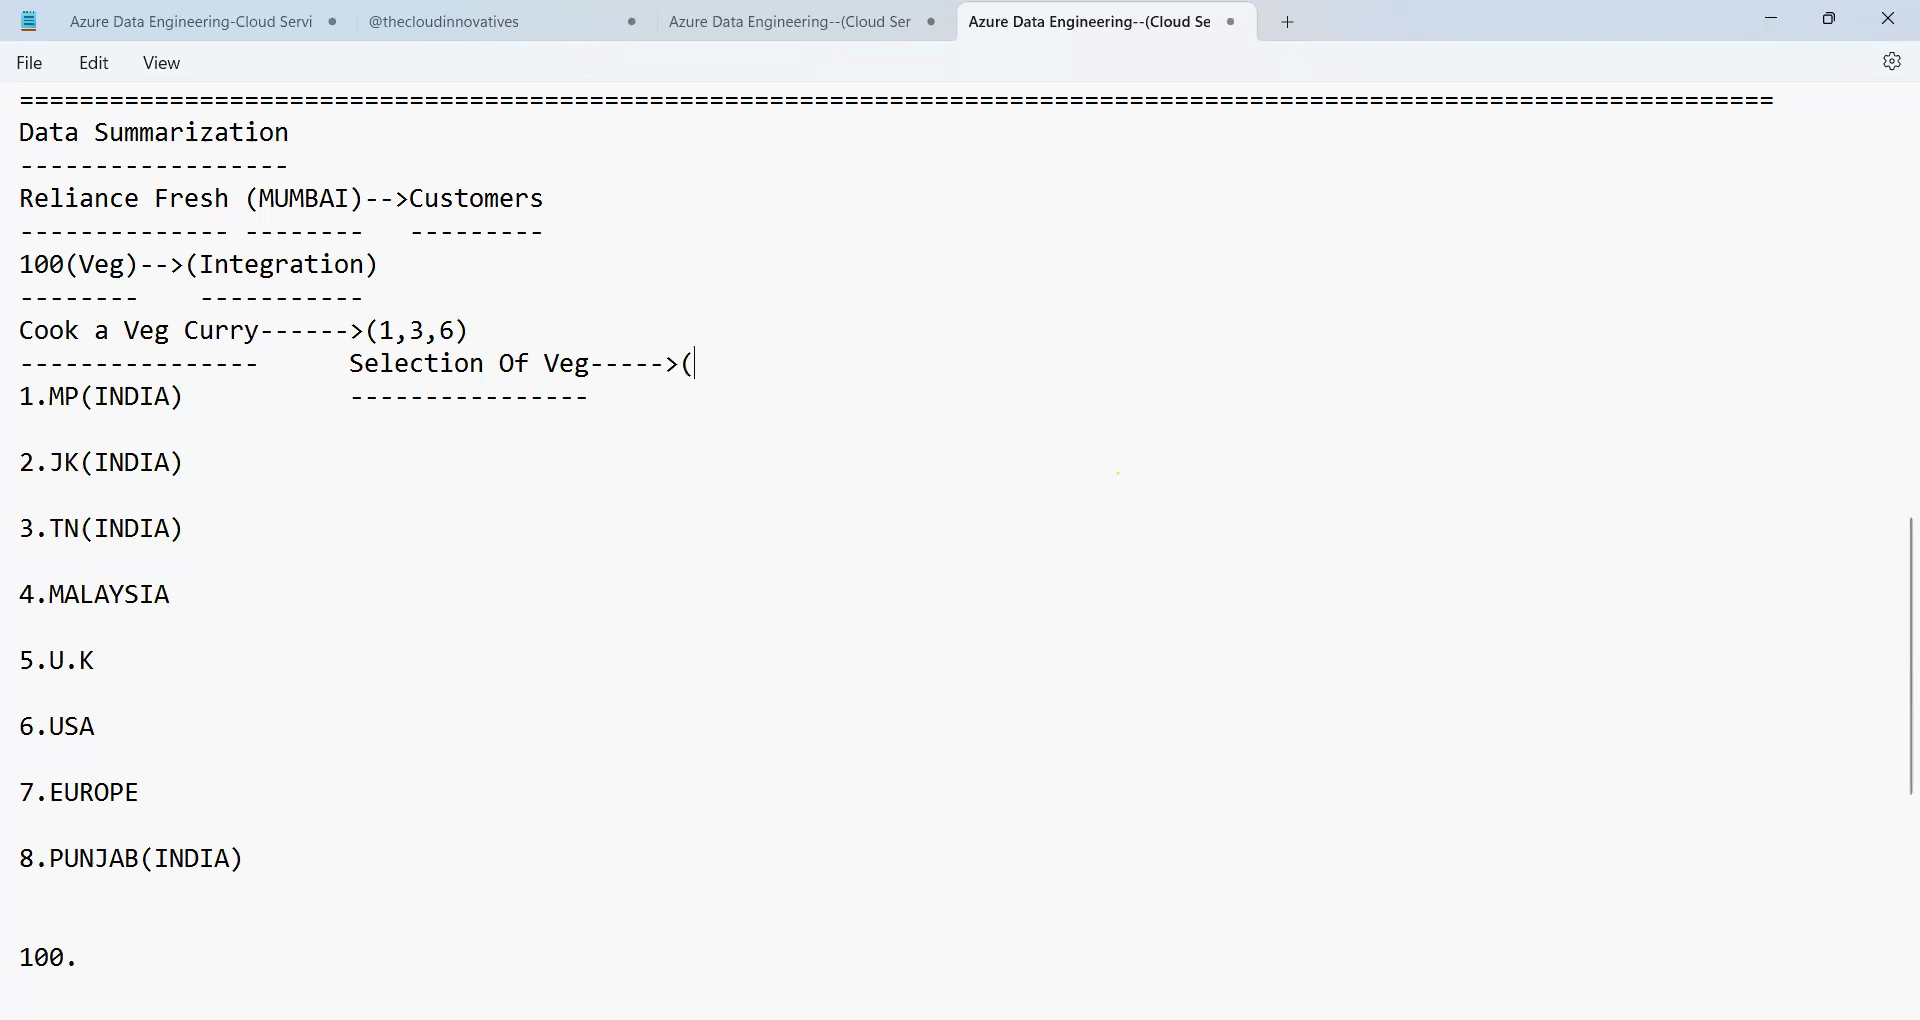 Azure Data Engineering-Cloud Servi
@thecloudinnovatives
Azure Data Engineering--(Cloud Ser
Azure Data Engineering--(Cloud Se
File Edit View
=====================================================================================================================
Data Summarization
------------------
Reliance Fresh (MUMBAI)-->Customers
-------------- --------   ---------
100(Veg)-->(Integration)
--------    -----------
Cook a Veg Curry------>(1,3,6)
----------------      Selection Of Veg----->(
1.MP(INDIA)           ----------------
2.JK(INDIA)
3.TN(INDIA)
4.MALAYSIA
5.U.K
6.USA
7.EUROPE
8.PUNJAB(INDIA)
100.